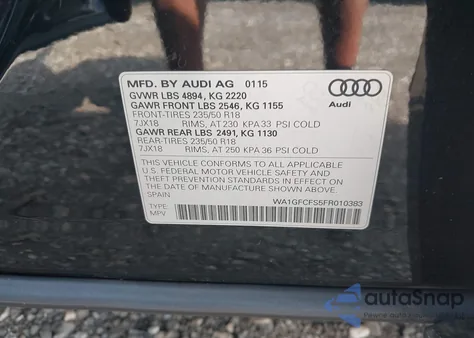 MFD. BY AUDI AG 0115
GVWR LBS 4894, KG 2220
GAWR FRONT LBS 2546, KG 1155
FRONT-TIRES 235/50 R18
7JX18 RIMS, AT 230 KPA 33 PSI COLD
GAWR REAR LBS 2491, KG 1130
REAR-TIRES 235/50 R18
7JX18 RIMS, AT 250 KPA 36 PSI COLD
Audi
THIS VEHICLE CONFORMS TO ALL APPLICABLE
U.S. FEDERAL MOTOR VEHICLE SAFETY AND
THEFT PREVENTION STANDARDS IN EFFECT ON
THE DATE OF MANUFACTURE SHOWN ABOVE.
SPAIN
WA1GFCFS5FR010383
TYPE:
MPV
autoSnap